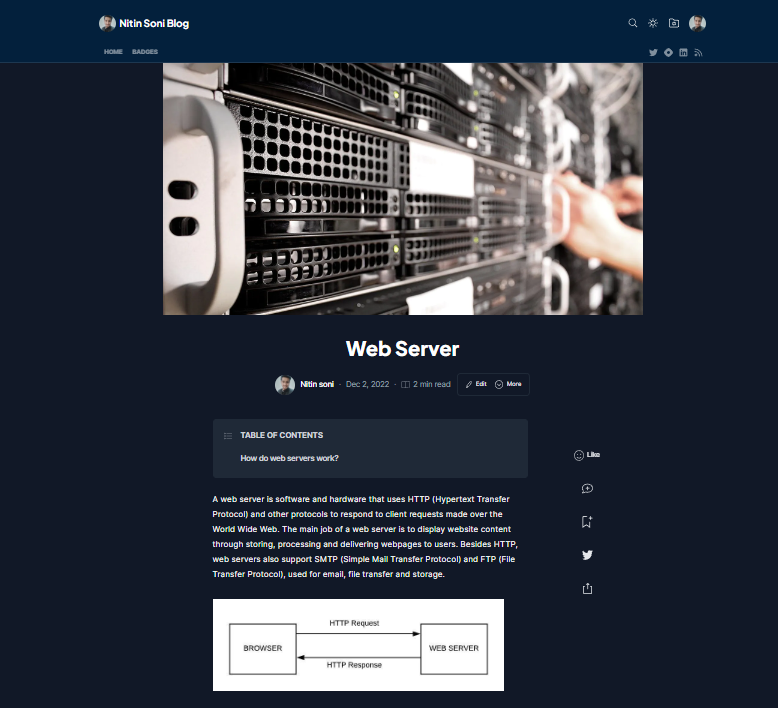 Nitin Soni Blog
HOME BADGES
Web Server
Nitin soni · Dec 2, 2022 · 2 min read Edit More
TABLE OF CONTENTS
How do web servers work?
Like
A web server is software and hardware that uses HTTP (Hypertext Transfer
Protocol) and other protocols to respond to client requests made over the
World Wide Web. The main job of a web server is to display website content
through storing, processing and delivering webpages to users. Besides HTTP,
web servers also support SMTP (Simple Mail Transfer Protocol) and FTP (File
Transfer Protocol), used for email, file transfer and storage.
HTTP Request
BROWSER WEB SERVER
HTTP Response